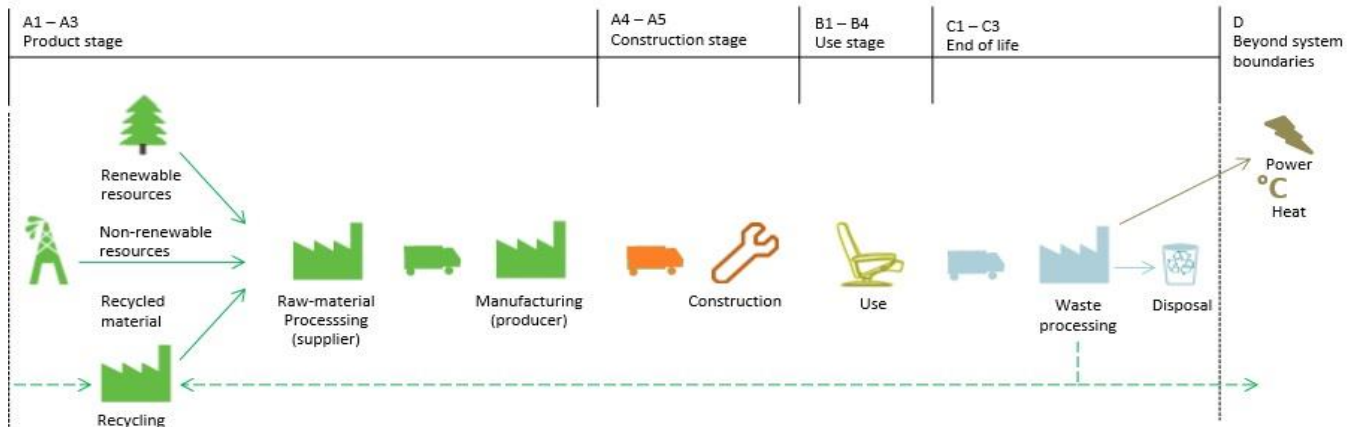 A1 – A3
Product stage
A4 – A5
Construction stage
B1 – B4
Use stage
C1 – C3
End of life
D
Beyond system
boundaries
Renewable
resources
Non-renewable
resources
Recycled
material
Recycling
Raw-material
Processsing
(supplier)
Manufacturing
(producer)
Construction
Use
Waste
processing
Disposal
Power
°C
Heat